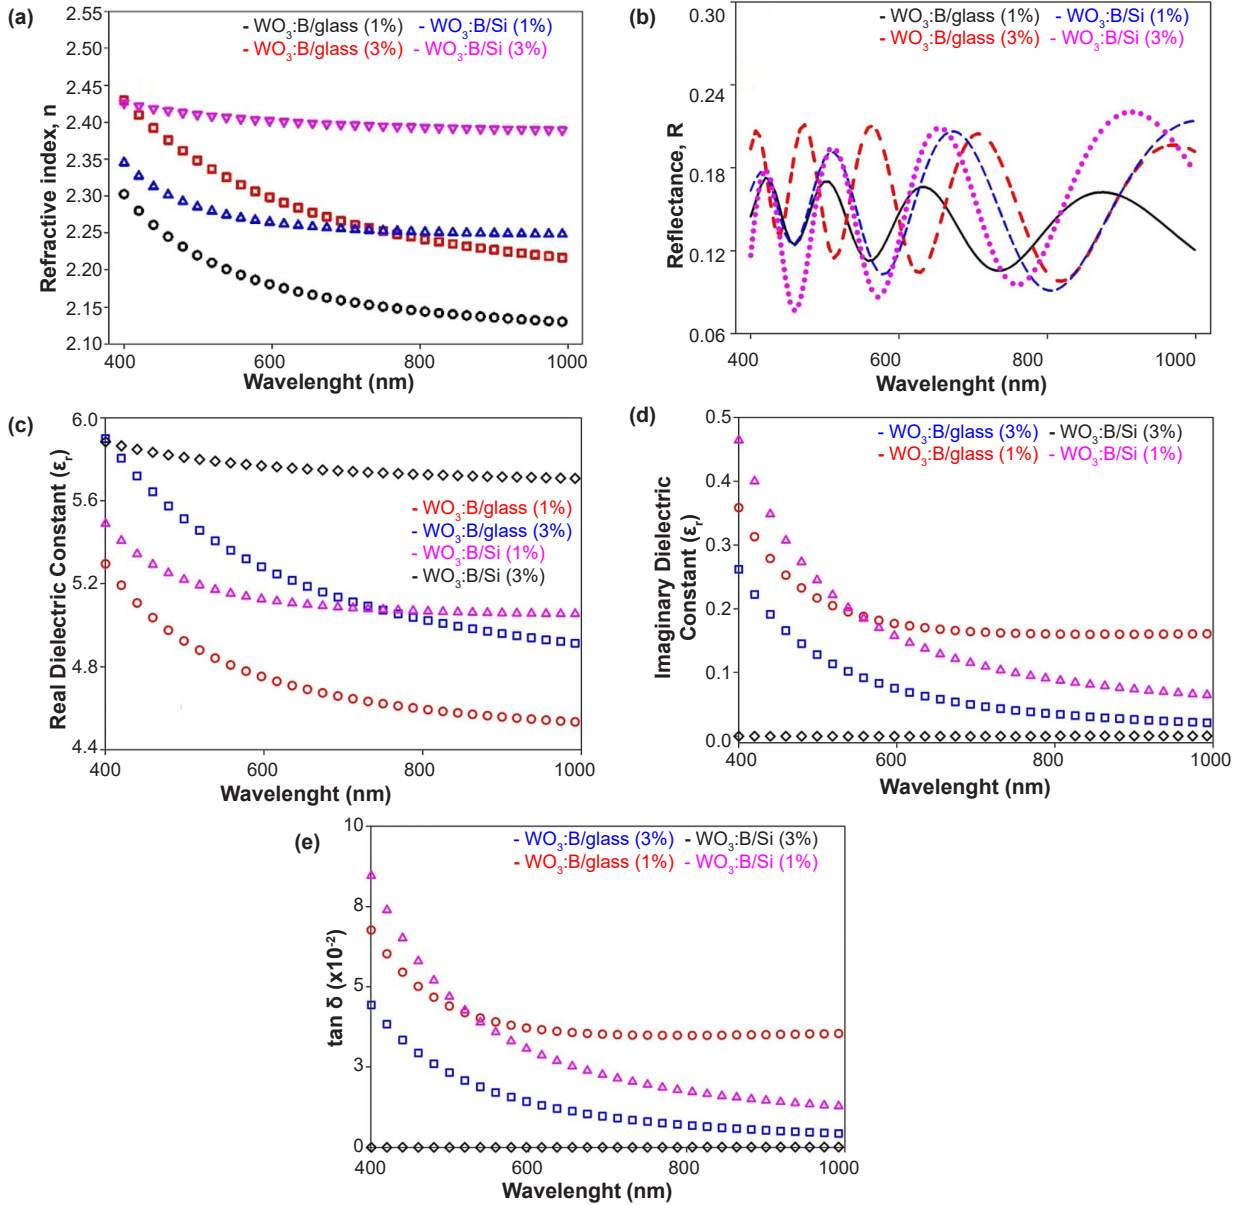 (a)
2.55
2.50
2.45
2.40
2.35
2.30
2.25
2.20
2.15
2.10
Refractive index, n
- WO₃:B/glass (1%) - WO₃:B/Si (1%)
- WO₃:B/glass (3%) - WO₃:B/Si (3%)
400 600 800 1000
Wavelenght (nm)
(b)
0.30
0.24
0.18
0.12
0.06
Reflectance, R
- WO₃:B/glass (1%) - WO₃:B/Si (1%)
- WO₃:B/glass (3%) - WO₃:B/Si (3%)
400 600 800 1000
Wavelenght (nm)
(c)
6.0
5.6
5.2
4.8
4.4
Real Dielectric Constant (εᵣ)
- WO₃:B/glass (1%)
- WO₃:B/glass (3%)
- WO₃:B/Si (1%)
- WO₃:B/Si (3%)
400 600 800 1000
Wavelenght (nm)
(d)
0.5
0.4
0.3
0.2
0.1
0.0
Imaginary Dielectric
Constant (εᵣ)
- WO₃:B/glass (3%) - WO₃:B/Si (3%)
- WO₃:B/glass (1%) - WO₃:B/Si (1%)
400 600 800 1000
Wavelenght (nm)
(e)
10
8
5
3
0
tan δ (x10⁻²)
- WO₃:B/glass (3%) - WO₃:B/Si (3%)
- WO₃:B/glass (1%) - WO₃:B/Si (1%)
400 600 800 1000
Wavelenght (nm)